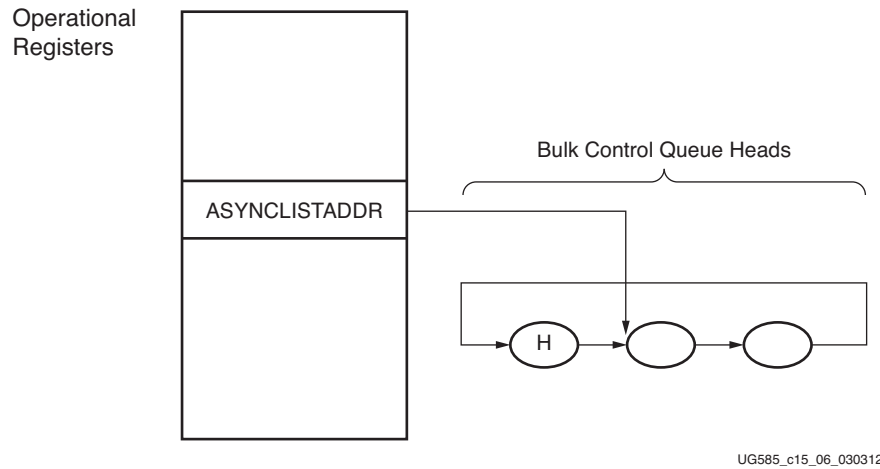 Operational
Registers
Bulk Control Queue Heads
ASYNCLISTADDR
H
UG585_c15_06_030312